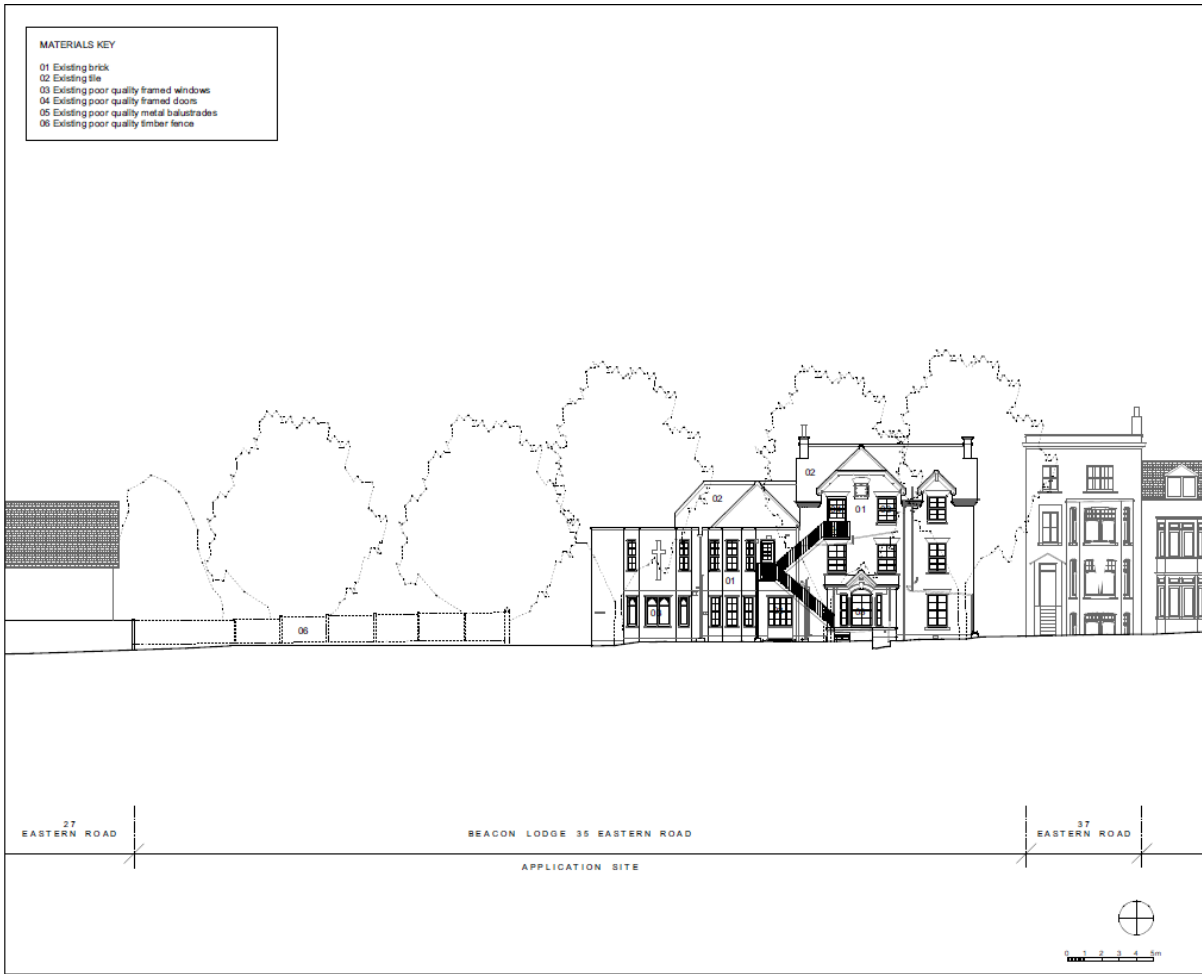 MATERIALS KEY
01 Existing brick
02 Existing tile
03 Existing poor quality framed windows
04 Existing poor quality framed doors
05 Existing poor quality metal balustrades
06 Existing poor quality timber fence
02
02
01
01
03
06
27
EASTERN ROAD
BEACON LODGE 35 EASTERN ROAD
37
EASTERN ROAD
APPLICATION SITE
0 1 2 3 4 5m